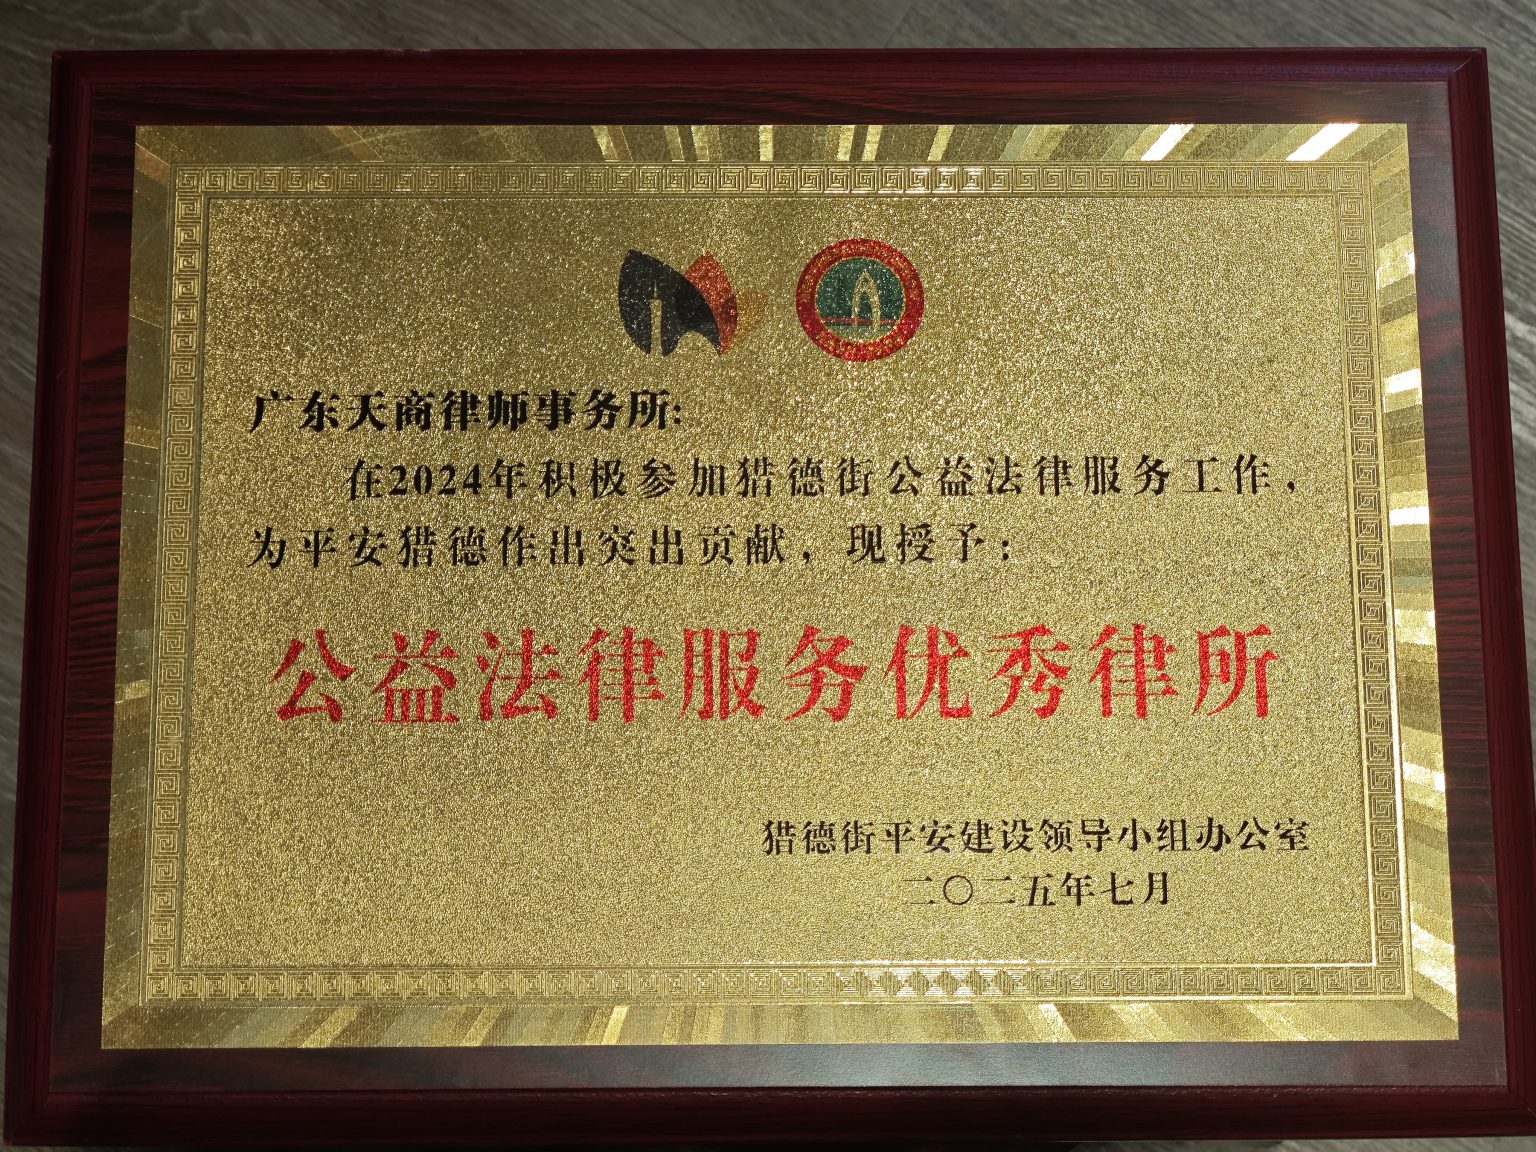 广东天商律师事务所:
在2024年积极参加猎德街公益法律服务工作，
为平安猎德作出突出贡献，现授予：
公益法律服务优秀律所
猎德街平安建设领导小组办公室
二〇二五年七月